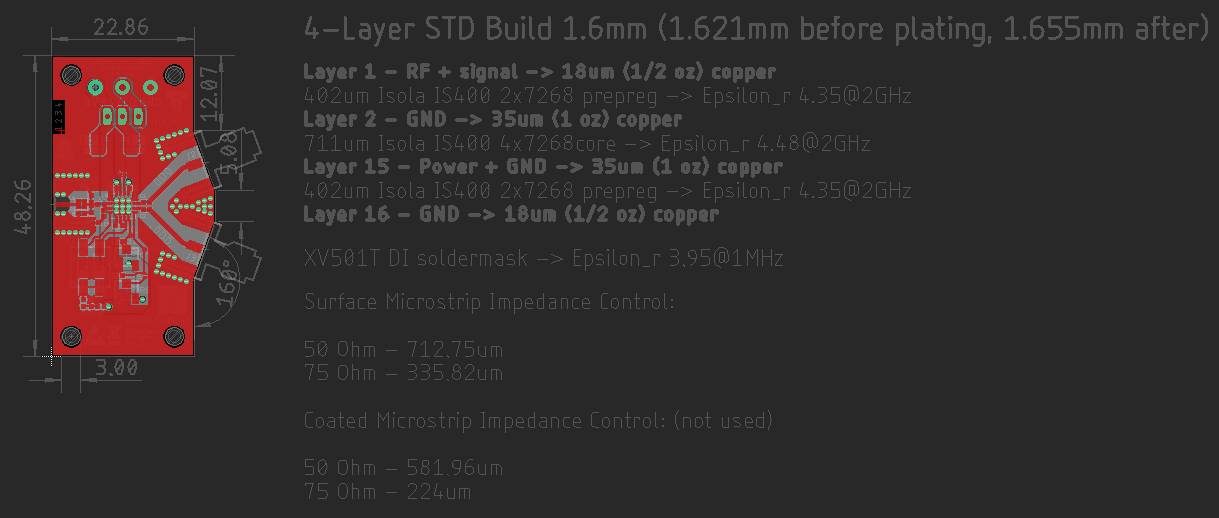 22.86
4-Layer STD Build 1.6mm (1.621mm before plating, 1.655mm after)
Layer 1 - RF + signal -> 18um (1/2 oz) copper
402um Isola IS400 2x7268 prepreg -> Epsilon_r 4.35@2GHz
Layer 2 - GND -> 35um (1 oz) copper
711um Isola IS400 4x7268core -> Epsilon_r 4.48@2GHz
Layer 15 - Power + GND -> 35um (1 oz) copper
402um Isola IS400 2x7268 prepreg -> Epsilon_r 4.35@2GHz
Layer 16 - GND -> 18um (1/2 oz) copper
XV501T DI soldermask -> Epsilon_r 3.95@1MHz
Surface Microstrip Impedance Control:
50 Ohm - 712.75um
75 Ohm - 335.82um
Coated Microstrip Impedance Control: (not used)
50 Ohm - 581.96um
75 Ohm - 224um
12.07
1234
5.08
48.26
160°
3.00